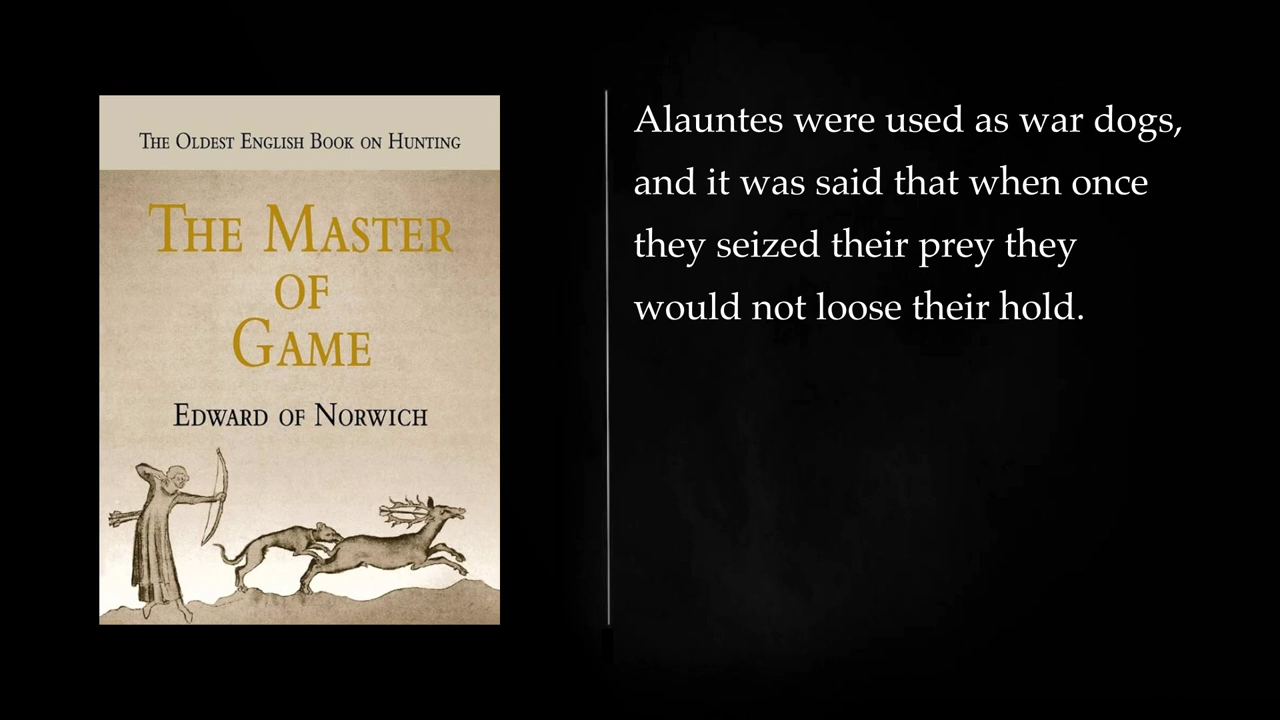 The Oldest English Book on Hunting
The Master
of
Game
Edward of Norwich
Alauntes were used as war dogs,
and it was said that when once
they seized their prey they
would not loose their hold.